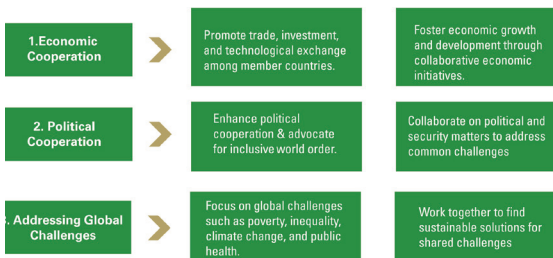 1.Economic
Cooperation
Promote trade, investment,
and technological exchange
among member countries.
Foster economic growth
and development through
collaborative economic
initiatives.
2. Political
Cooperation
Enhance political
cooperation & advocate
for inclusive world order.
Collaborate on political and
security matters to address
common challenges
. Addressing Global
Challenges
Focus on global challenges
such as poverty, inequality,
climate change, and public
health.
Work together to find
sustainable solutions for
shared challenges